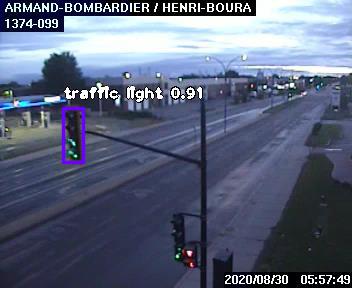 ARMAND-BOMBARDIER / HENRI-BOURA
1374-099
traffic light 0.91
2020/08/30 05:57:49